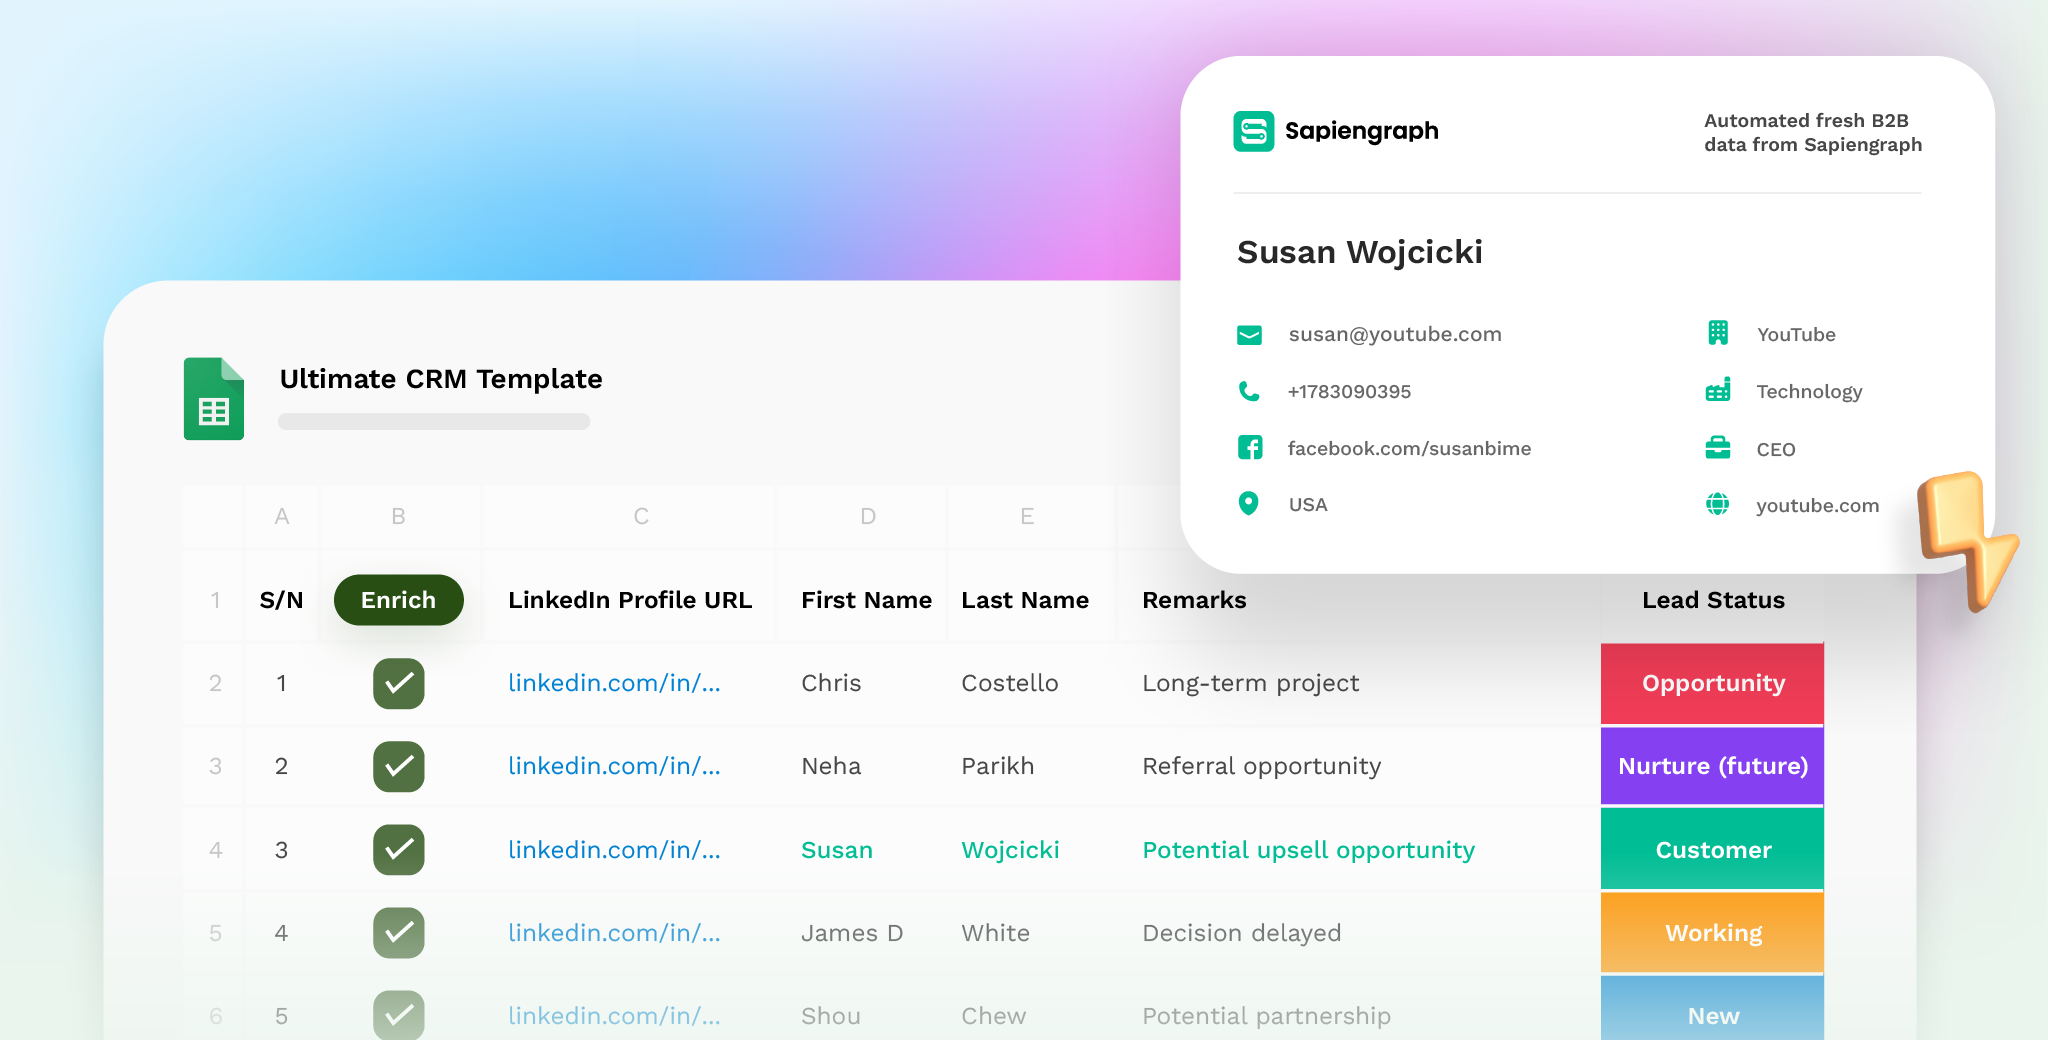 Sapiengraph
Automated fresh B2B
data from Sapiengraph
Susan Wojcicki
susan@youtube.com
YouTube
+1783090395
Technology
facebook.com/susanbime
CEO
USA
youtube.com
Ultimate CRM Template
A B C D E
1 S/N Enrich LinkedIn Profile URL First Name Last Name Remarks Lead Status
2 1 linkedin.com/in/... Chris Costello Long-term project Opportunity
3 2 linkedin.com/in/... Neha Parikh Referral opportunity Nurture (future)
4 3 linkedin.com/in/... Susan Wojcicki Potential upsell opportunity Customer
5 4 linkedin.com/in/... James D White Decision delayed Working
6 5 linkedin.com/in/... Shou Chew Potential partnership New